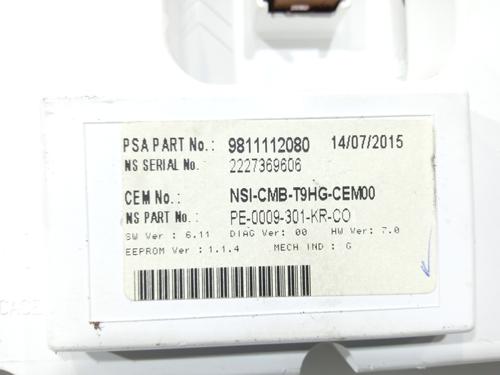 PSA PART No.: 9811112080 14/07/2015
NS SERIAL No. 2227369606
CEM No.: NSI-CMB-T9HG-CEM00
NS PART No.: PE-0009-301-KR-CO
SW Ver : 6.11 DIAG Ver: 00 HW Ver: 7.0
EEPROM Ver : 1.1.4 MECH IND : G